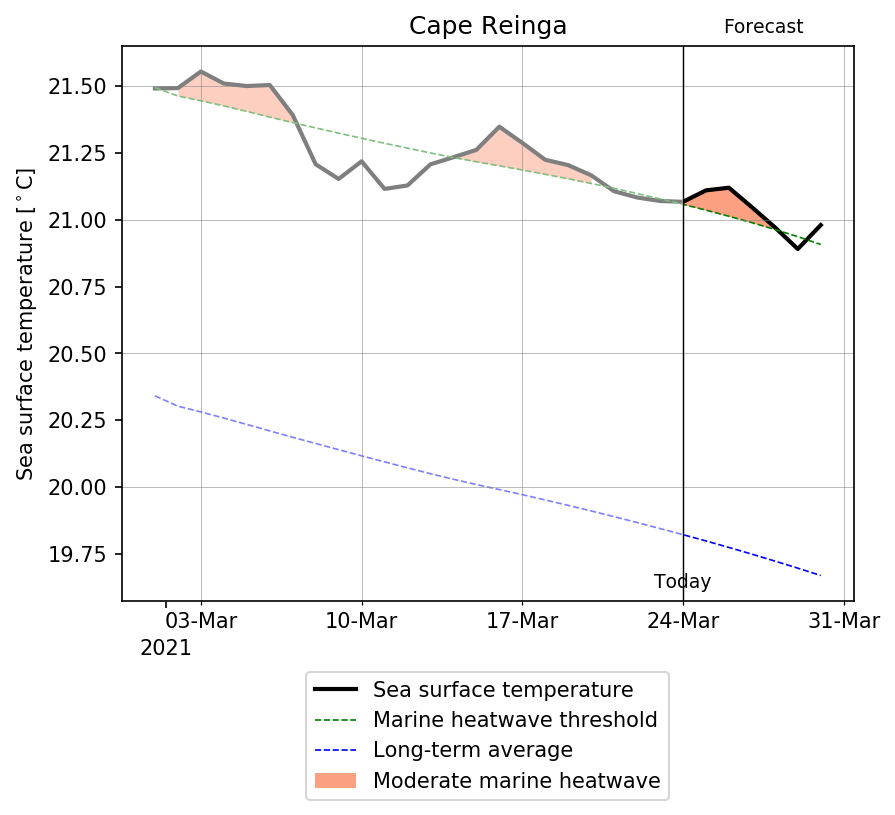 Cape Reinga
Forecast
Sea surface temperature [°C]
21.50
21.25
21.00
20.75
20.50
20.25
20.00
19.75
Today
03-Mar
10-Mar
17-Mar
24-Mar
31-Mar
2021
Sea surface temperature
Marine heatwave threshold
Long-term average
Moderate marine heatwave